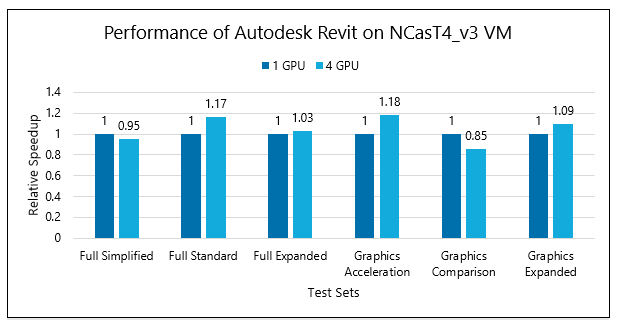 Performance of Autodesk Revit on NCasT4_v3 VM
1 GPU 4 GPU
Relative Speedup
1.4
1.2
1
0.8
0.6
0.4
0.2
0
1 0.95
1 1.17
1 1.03
1 1.18
1 0.85
1 1.09
Full Simplified
Full Standard
Full Expanded
Graphics
Acceleration
Graphics
Comparison
Graphics
Expanded
Test Sets